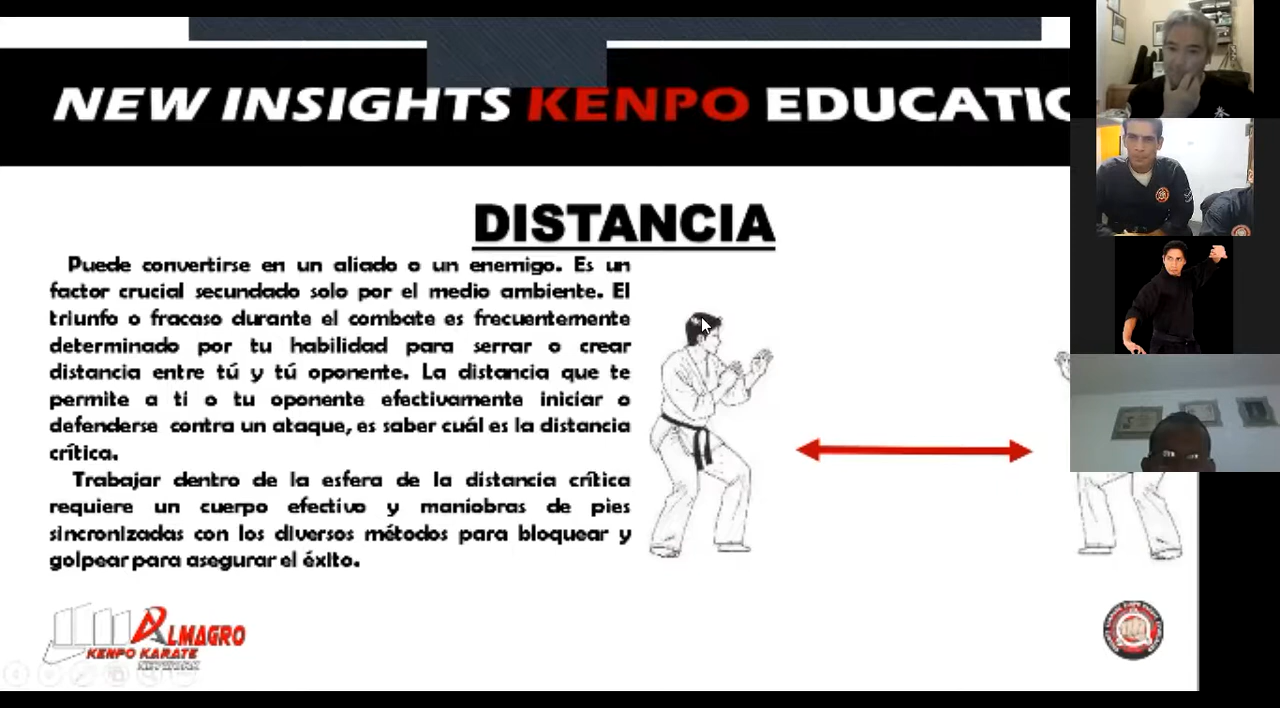 NEW INSIGHTS KENPO EDUCATIO
DISTANCIA
Puede convertirse en un aliado o un enemigo. Es un
factor crucial secundado solo por el medio ambiente. El
triunfo o fracaso durante el combate es frecuentemente
determinado por tu habilidad para serrar o crear
distancia entre tú y tú oponente. La distancia que te
permite a ti o tu oponente efectivamente iniciar o
defenderse contra un ataque, es saber cuál es la distancia
crítica.
Trabajar dentro de la esfera de la distancia crítica
requiere un cuerpo efectivo y maniobras de pies
sincronizadas con los diversos métodos para bloquear y
golpear para asegurar el éxito.
ALMAGRO
KENPO KARATE
NETWORK